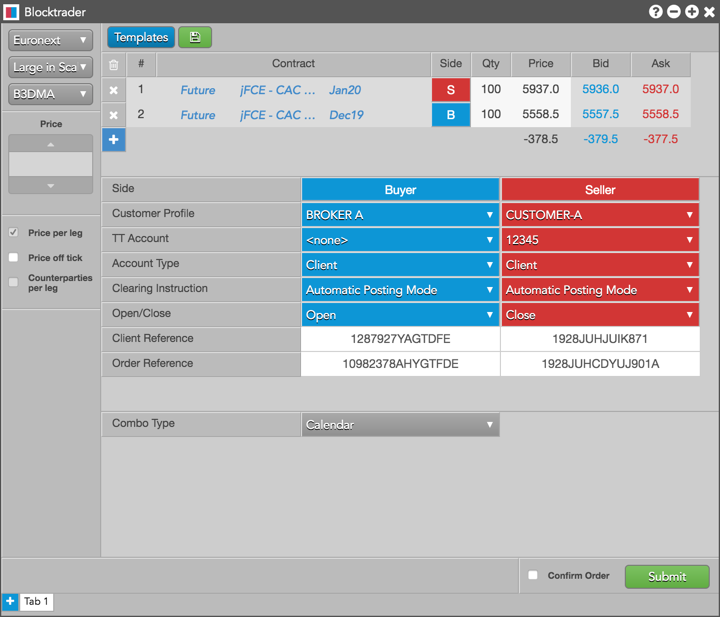 Blocktrader
Euronext
Large in Sca
B3DMA
Price
Price per leg
Price off tick
Counterparties
per leg
Templates
# Contract Side Qty Price Bid Ask
1 Future jFCE - CAC ... Jan20 S 100 5937.0 5936.0 5937.0
2 Future jFCE - CAC ... Dec19 B 100 5558.5 5557.5 5558.5
-378.5 -379.5 -377.5
Side Buyer Seller
Customer Profile BROKER A CUSTOMER-A
TT Account <none> 12345
Account Type Client Client
Clearing Instruction Automatic Posting Mode Automatic Posting Mode
Open/Close Open Close
Client Reference 1287927YAGTDFE 1928JUHJUIK871
Order Reference 10982378AHYGTFDE 1928JUHCDYUJ901A
Combo Type Calendar
Confirm Order Submit
Tab 1